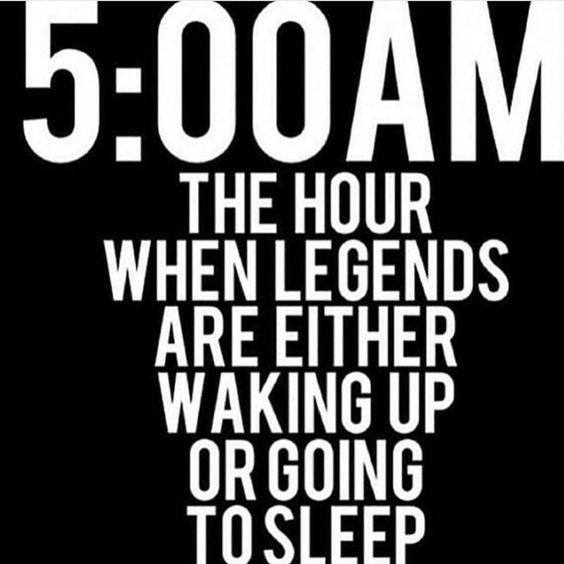 5:00AM
THE HOUR
WHEN LEGENDS
ARE EITHER
WAKING UP
OR GOING
TO SLEEP